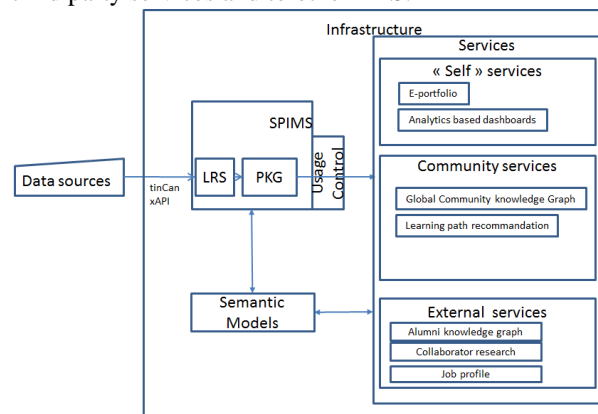 Infrastructure
Services
« Self » services
E-portfolio
Analytics based dashboards
SPIMS
Usage
Control
LRS
PKG
Data sources
tinCan
xAPI
Community services
Global Community knowledge Graph
Learning path recommandation
Semantic
Models
External services
Alumni knowledge graph
Collaborator research
Job profile